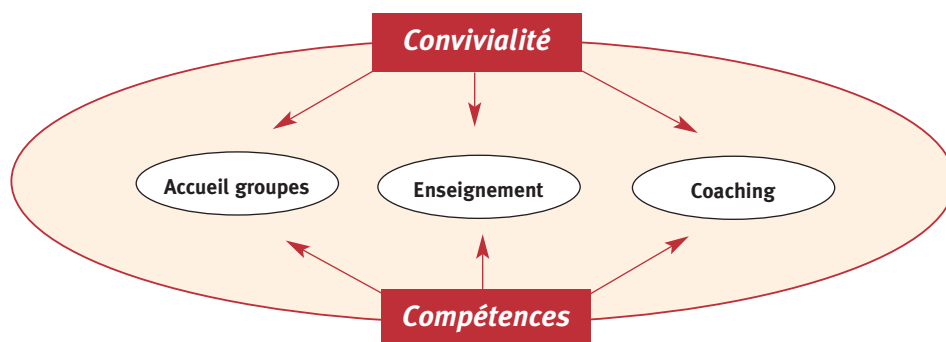 Convivialité
Accueil groupes
Enseignement
Coaching
Compétences